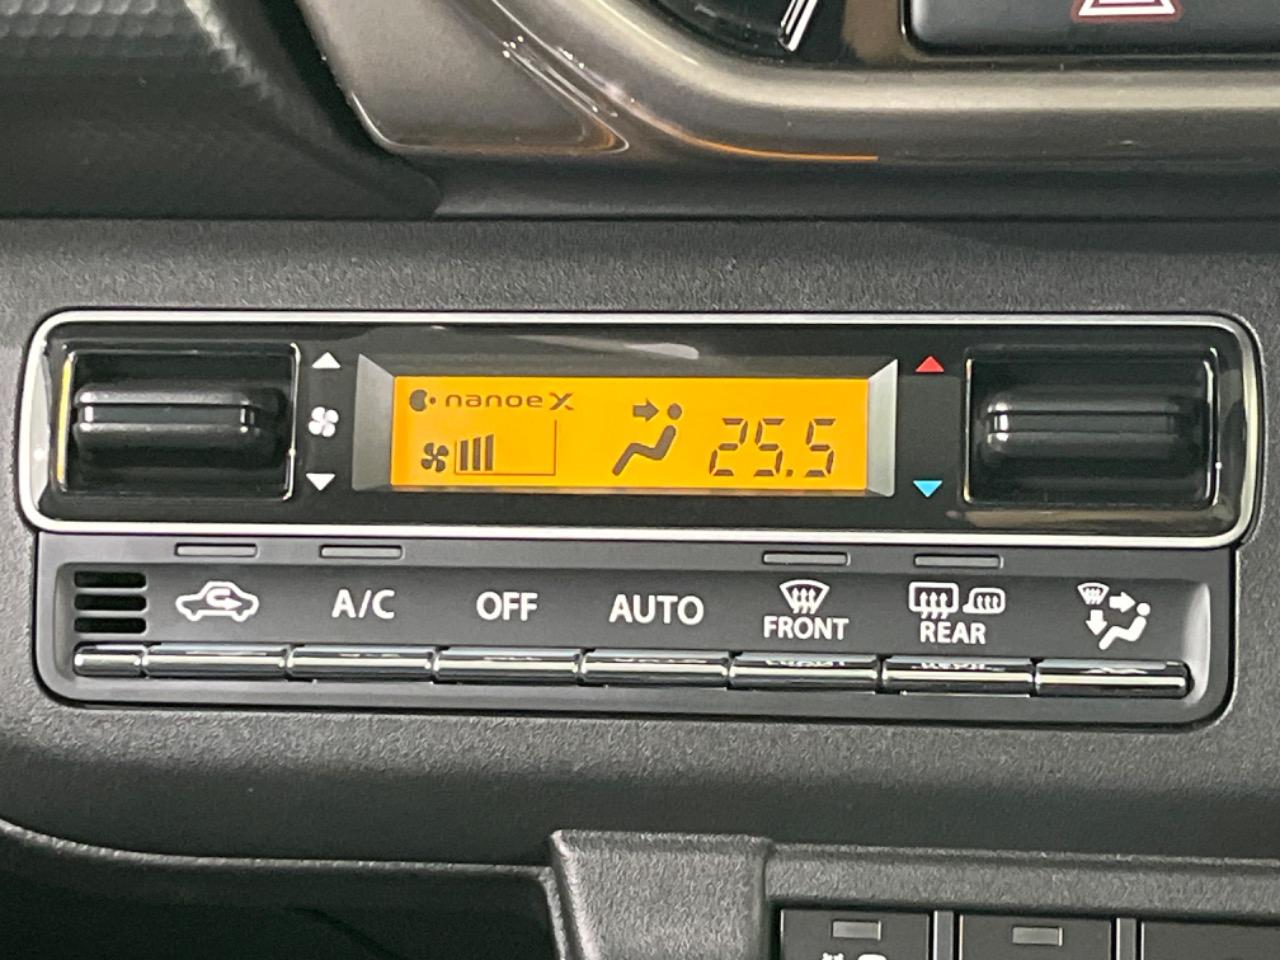 nanoe X
25.5
A/C
OFF
AUTO
FRONT
REAR